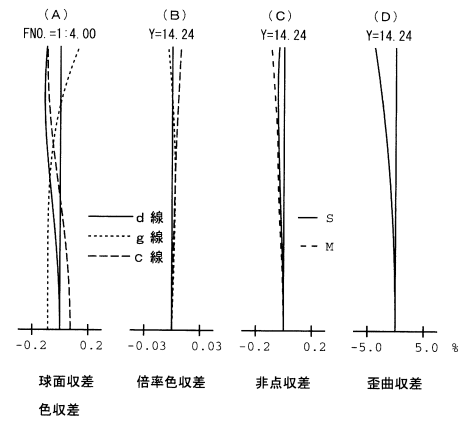 (A)
FNO.=1:4.00
(B)
Y=14.24
(C)
Y=14.24
(D)
Y=14.24
d 線
g 線
c 線
S
M
-0.2 0.2
-0.03 0.03
-0.2 0.2
-5.0 5.0 %
球面収差
色収差
倍率色収差
非点収差
歪曲収差